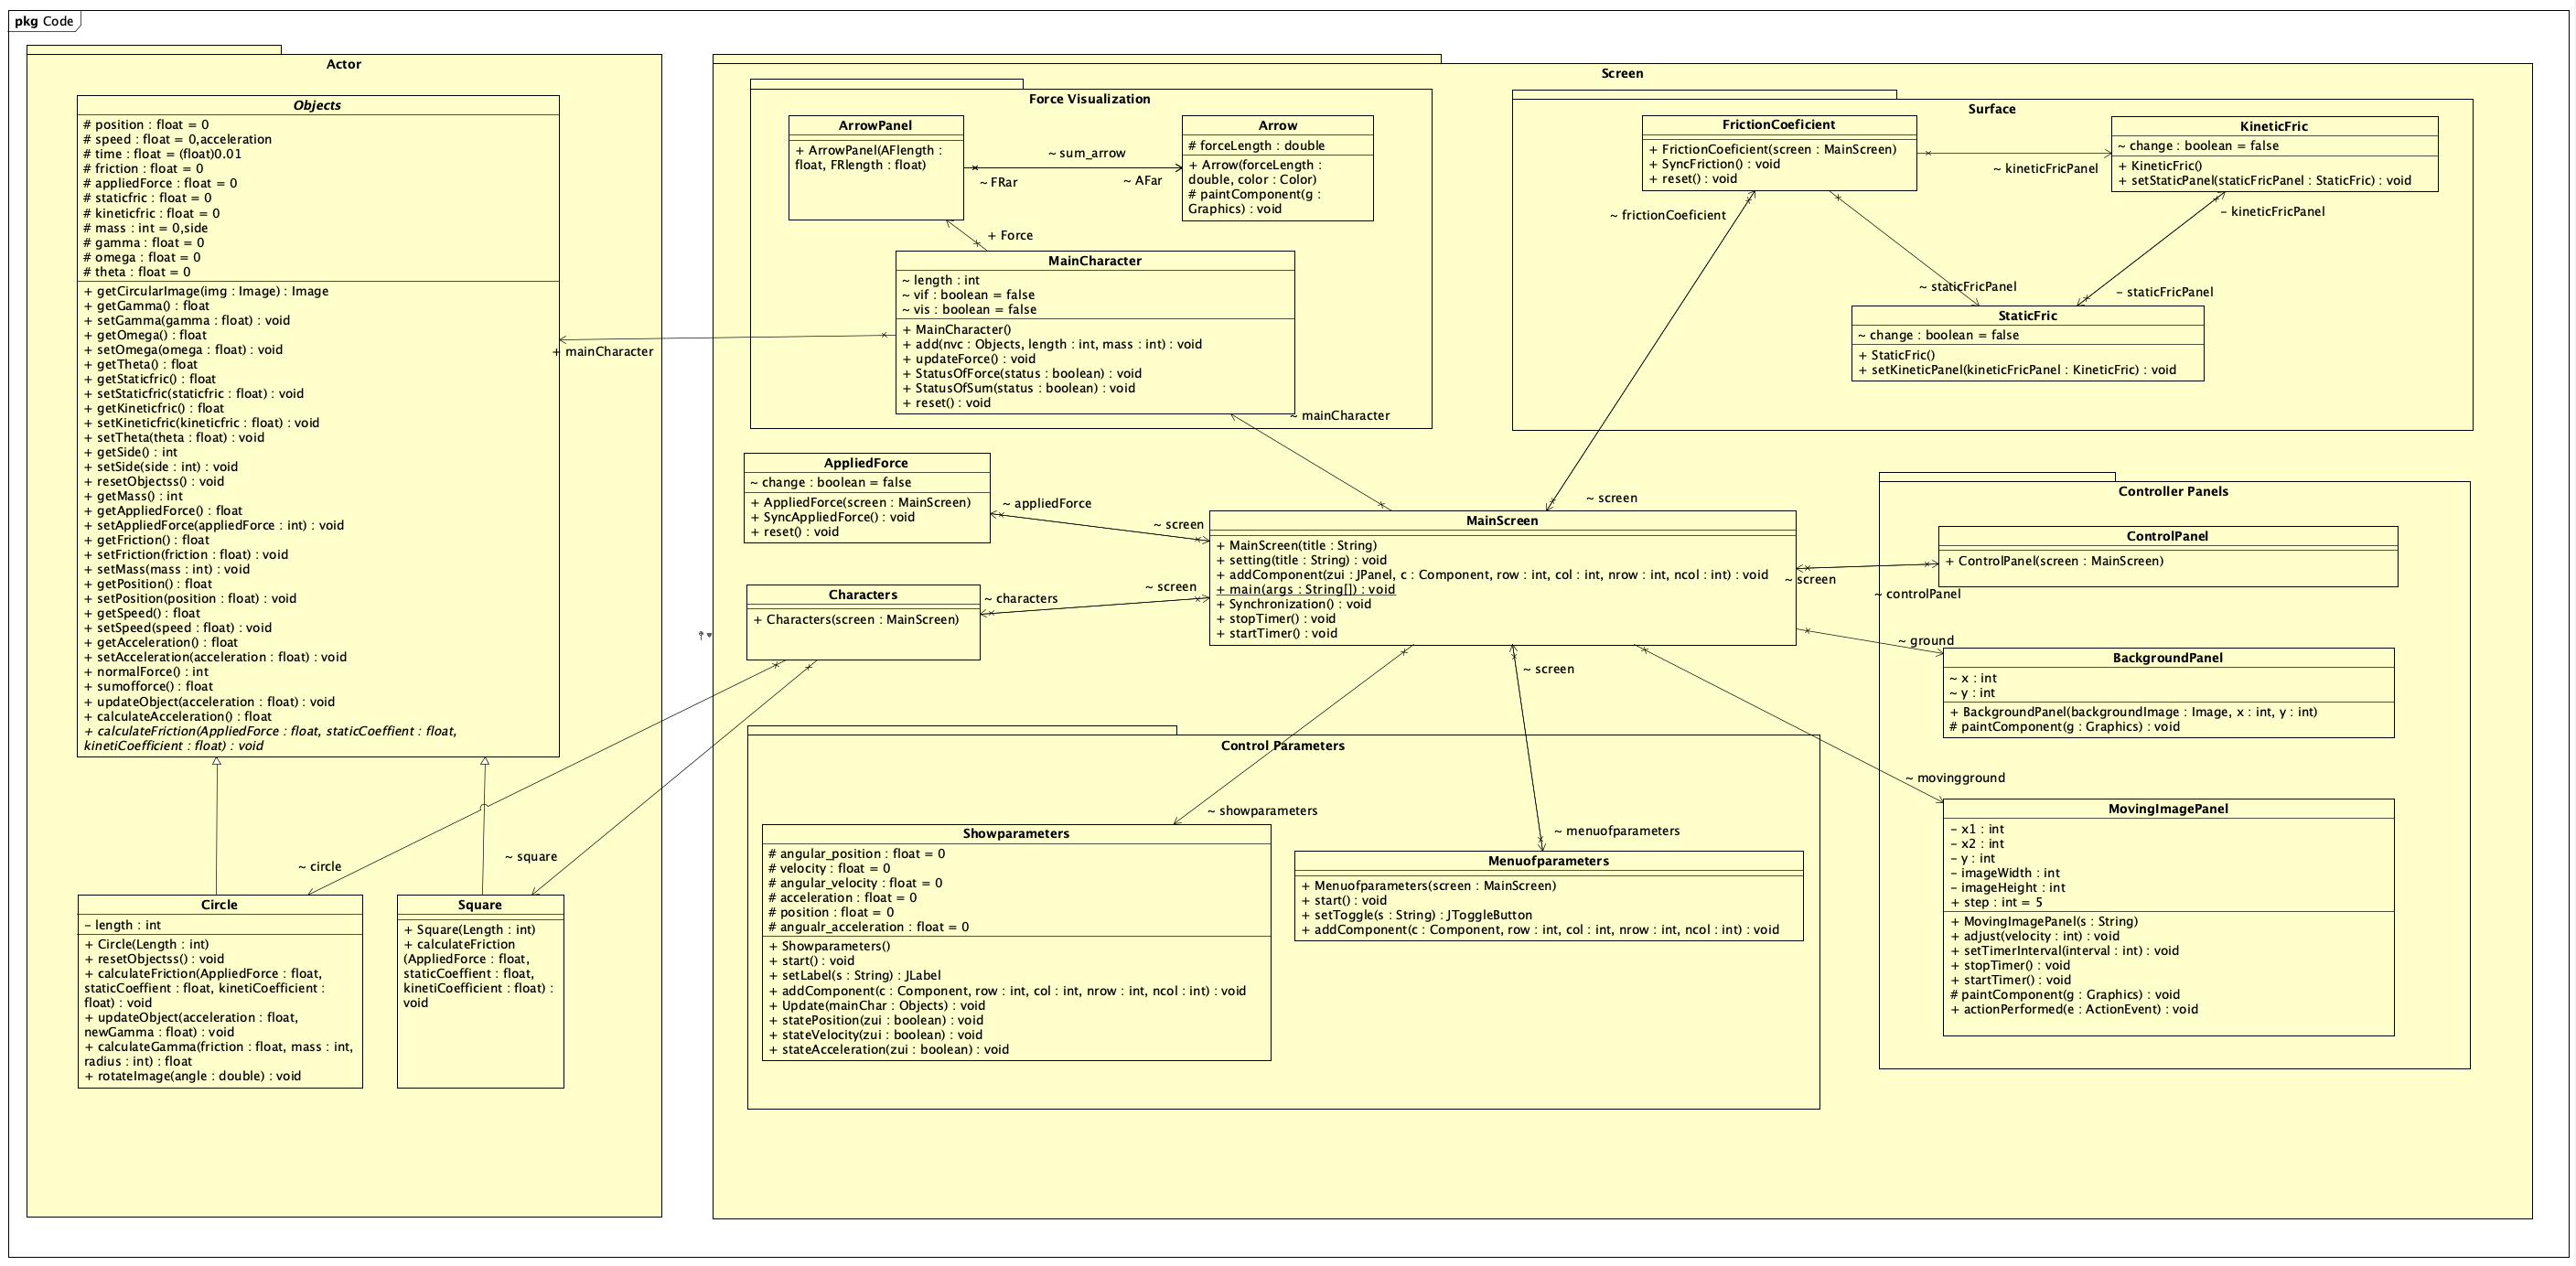 pkg Code
Actor
Objects
# position : float = 0
# speed : float = 0,acceleration
# time : float = (float)0.01
# friction : float = 0
# appliedForce : float = 0
# staticfric : float = 0
# kineticfric : float = 0
# mass : int = 0,side
# gamma : float = 0
# omega : float = 0
# theta : float = 0
+ getCircularImage(img : Image) : Image
+ getGamma() : float
+ setGamma(gamma : float) : void
+ getOmega() : float
+ setOmega(omega : float) : void
+ getTheta() : float
+ getStaticfric() : float
+ setStaticfric(staticfric : float) : void
+ getKineticfric() : float
+ setKineticfric(kineticfric : float) : void
+ setTheta(theta : float) : void
+ getSide() : int
+ setSide(side : int) : void
+ resetObjectss() : void
+ getMass() : int
+ getAppliedForce() : float
+ setAppliedForce(appliedForce : int) : void
+ getFriction() : float
+ setFriction(friction : float) : void
+ setMass(mass : int) : void
+ getPosition() : float
+ setPosition(position : float) : void
+ getSpeed() : float
+ setSpeed(speed : float) : void
+ getAcceleration() : float
+ setAcceleration(acceleration : float) : void
+ normalForce() : int
+ sumofforce() : float
+ updateObject(acceleration : float) : void
+ calculateAcceleration() : float
+ calculateFriction(AppliedForce : float, staticCoeffient : float,
kinetiCoefficient : float) : void
+ mainCharacter
~ circle
~ square
Circle
- length : int
+ Circle(Length : int)
+ resetObjectss() : void
+ calculateFriction(AppliedForce : float,
staticCoeffient : float, kinetiCoefficient :
float) : void
+ updateObject(acceleration : float,
newGamma : float) : void
+ calculateGamma(friction : float, mass : int,
radius : int) : float
+ rotateImage(angle : double) : void
Square
+ Square(Length : int)
+ calculateFriction
(AppliedForce : float,
staticCoeffient : float,
kinetiCoefficient : float) :
void
Screen
Force Visualization
ArrowPanel
+ ArrowPanel(AFlength :
float, FRlength : float)
~ sum_arrow
~ FRar
~ AFar
Arrow
# forceLength : double
+ Arrow(forceLength :
double, color : Color)
# paintComponent(g :
Graphics) : void
+ Force
MainCharacter
~ length : int
~ vif : boolean = false
~ vis : boolean = false
+ MainCharacter()
+ add(nvc : Objects, length : int, mass : int) : void
+ updateForce() : void
+ StatusOfForce(status : boolean) : void
+ StatusOfSum(status : boolean) : void
+ reset() : void
~ mainCharacter
Surface
FrictionCoeficient
+ FrictionCoeficient(screen : MainScreen)
+ SyncFriction() : void
+ reset() : void
~ frictionCoeficient
~ kineticFricPanel
KineticFric
~ change : boolean = false
+ KineticFric()
+ setStaticPanel(staticFricPanel : StaticFric) : void
- kineticFricPanel
~ staticFricPanel
- staticFricPanel
StaticFric
~ change : boolean = false
+ StaticFric()
+ setKineticPanel(kineticFricPanel : KineticFric) : void
AppliedForce
~ change : boolean = false
+ AppliedForce(screen : MainScreen)
+ SyncAppliedForce() : void
+ reset() : void
~ appliedForce
~ screen
~ screen
Characters
+ Characters(screen : MainScreen)
~ characters
~ screen
MainScreen
+ MainScreen(title : String)
+ setting(title : String) : void
+ addComponent(zui : JPanel, c : Component, row : int, col : int, nrow : int, ncol : int) : void
+ main(args : String[]) : void
+ Synchronization() : void
+ stopTimer() : void
+ startTimer() : void
~ screen
~ controlPanel
~ ground
~ screen
~ movingground
Controller Panels
ControlPanel
+ ControlPanel(screen : MainScreen)
BackgroundPanel
~ x : int
~ y : int
+ BackgroundPanel(backgroundImage : Image, x : int, y : int)
# paintComponent(g : Graphics) : void
MovingImagePanel
- x1 : int
- x2 : int
- y : int
- imageWidth : int
- imageHeight : int
+ step : int = 5
+ MovingImagePanel(s : String)
+ adjust(velocity : int) : void
+ setTimerInterval(interval : int) : void
+ stopTimer() : void
+ startTimer() : void
# paintComponent(g : Graphics) : void
+ actionPerformed(e : ActionEvent) : void
Control Parameters
~ showparameters
~ menuofparameters
Showparameters
# angular_position : float = 0
# velocity : float = 0
# angular_velocity : float = 0
# acceleration : float = 0
# position : float = 0
# angualr_acceleration : float = 0
+ Showparameters()
+ start() : void
+ setLabel(s : String) : JLabel
+ addComponent(c : Component, row : int, col : int, nrow : int, ncol : int) : void
+ Update(mainChar : Objects) : void
+ statePosition(zui : boolean) : void
+ stateVelocity(zui : boolean) : void
+ stateAcceleration(zui : boolean) : void
Menuofparameters
+ Menuofparameters(screen : MainScreen)
+ start() : void
+ setToggle(s : String) : JToggleButton
+ addComponent(c : Component, row : int, col : int, nrow : int, ncol : int) : void